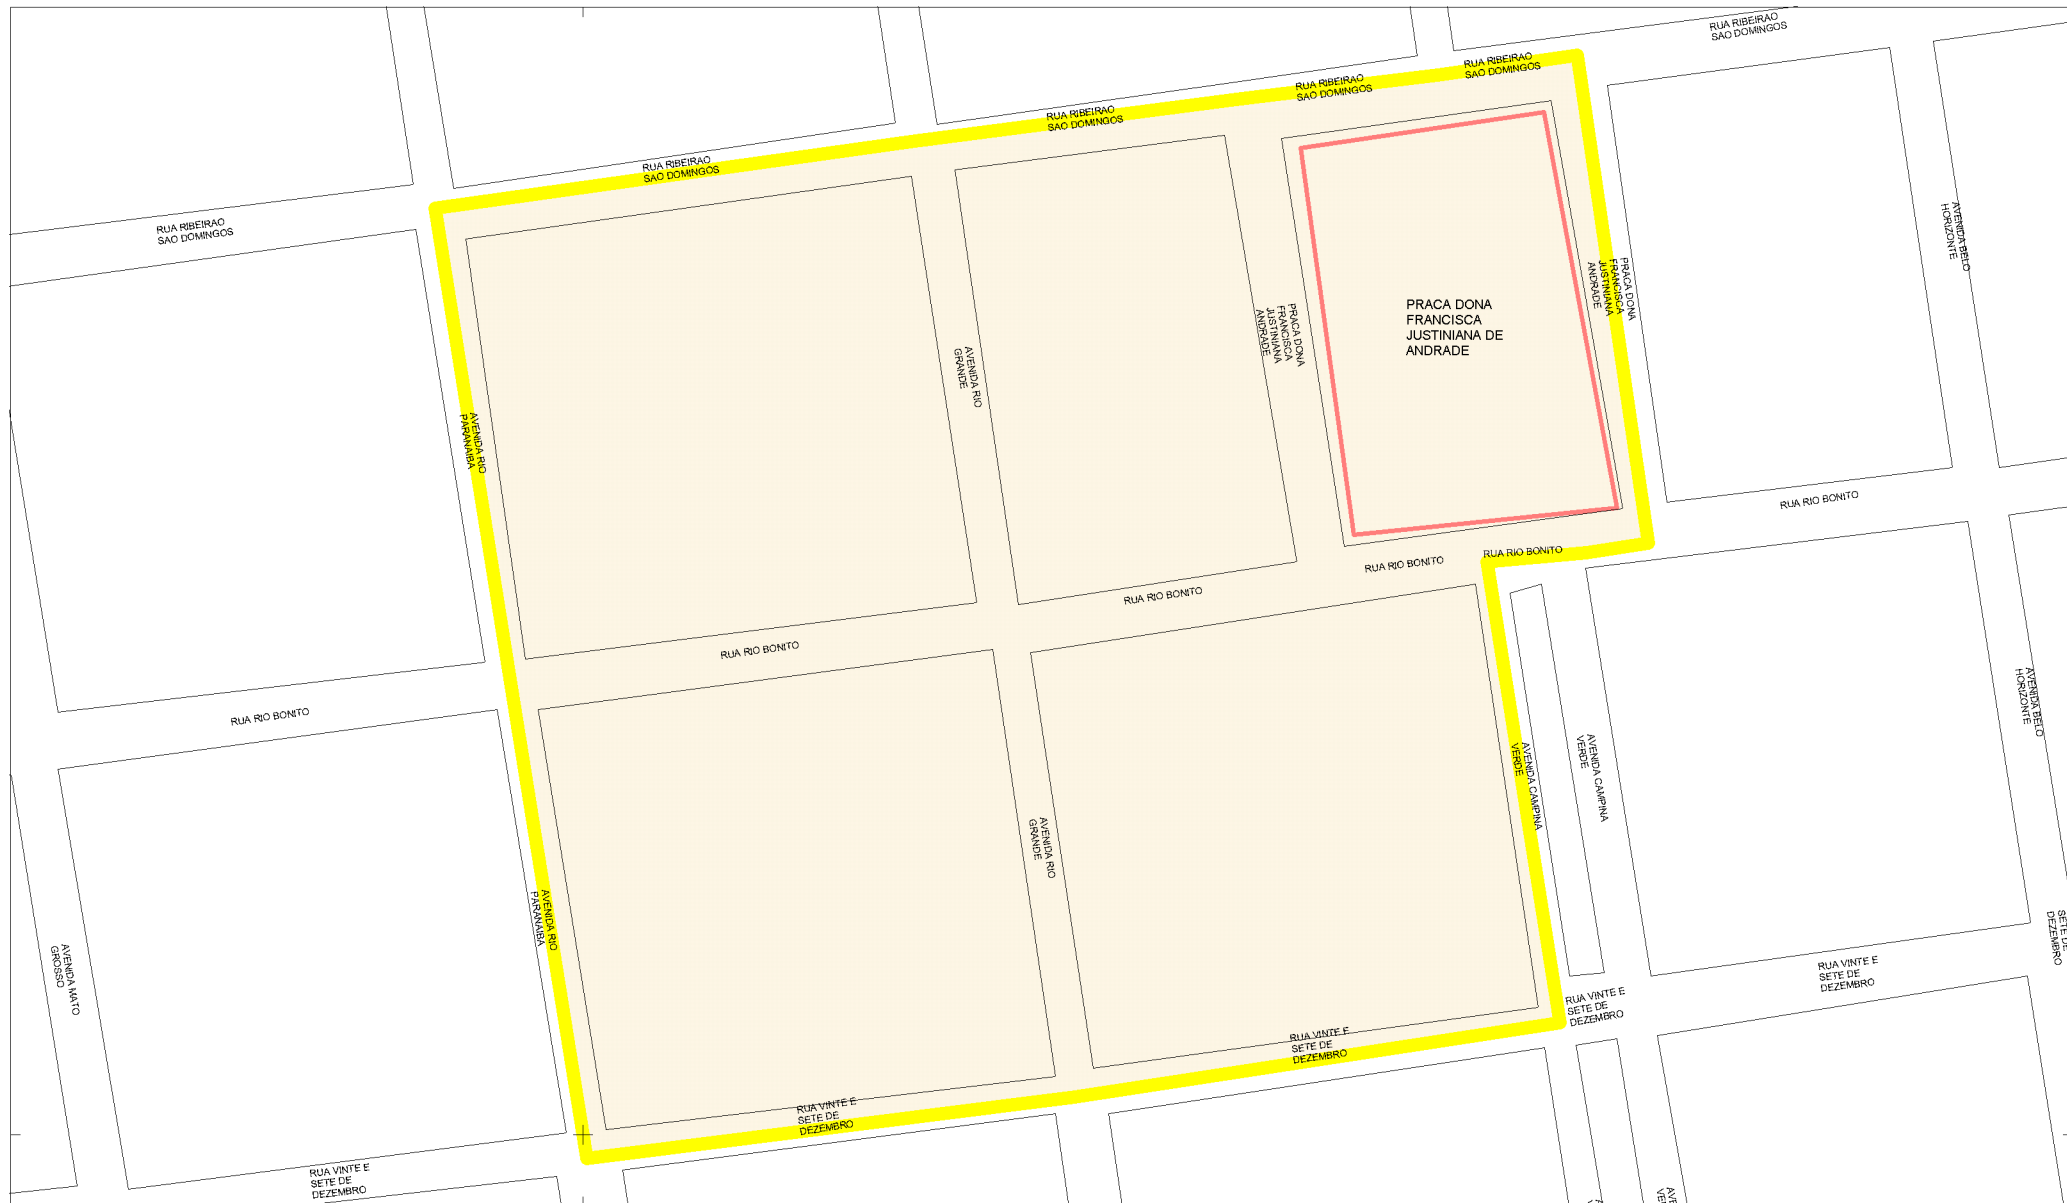 RUA RIBEIRAO
SAO DOMINGOS
RUA RIBEIRAO
SAO DOMINGOS
RUA RIBEIRAO
SAO DOMINGOS
RUA RIBEIRAO
SAO DOMINGOS
RUA RIBEIRAO
SAO DOMINGOS
RUA RIBEIRAO
SAO DOMINGOS
AVENIDA BELO
HORIZONTE
PRACA DONA
FRANCISCA
JUSTINIANA
ANDRADE
PRACA DONA
FRANCISCA
JUSTINIANA DE
ANDRADE
PRACA DONA
FRANCISCA
JUSTINIANA
ANDRADE
AVENIDA RIO
GRANDE
AVENIDA RIO
PARANAIBA
RUA RIO BONITO
RUA RIO BONITO
RUA RIO BONITO
RUA RIO BONITO
RUA RIO BONITO
RUA RIO BONITO
AVENIDA BELO
HORIZONTE
AVENIDA CAMPINA
VERDE
AVENIDA CAMPINA
VERDE
AVENIDA RIO
GRANDE
AVENIDA RIO
PARANAIBA
AVENIDA MATO
GROSSO
SETE DE
DEZEMBRO
RUA VINTE E
SETE DE
DEZEMBRO
RUA VINTE E
SETE DE
DEZEMBRO
RUA VINTE E
SETE DE
DEZEMBRO
RUA VINTE E
SETE DE
DEZEMBRO
RUA VINTE E
SETE DE
DEZEMBRO